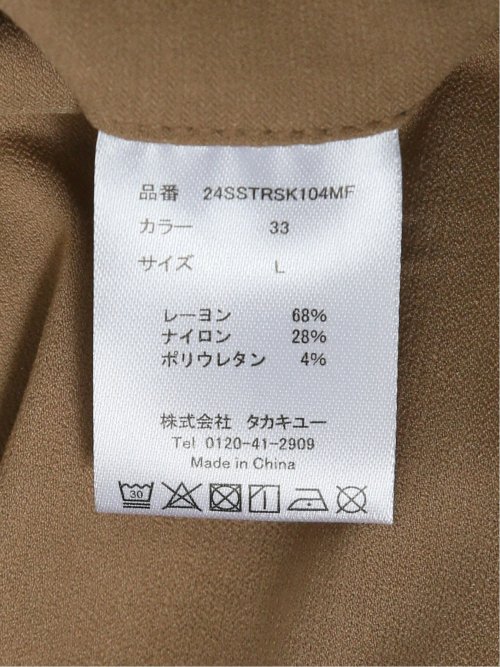 品番 24SSTRSK104MF
カラー 33
サイズ L
レーヨン 68%
ナイロン 28%
ポリウレタン 4%
株式会社 タカキュー
Tel 0120-41-2909
Made in China
30